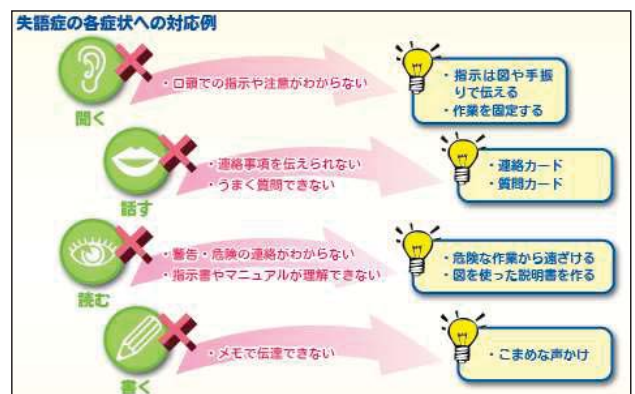 失語症の各症状への対応例
聞く
・口頭での指示や注意がわからない
・指示は図や手振
りで伝える
・作業を固定する
話す
・連絡事項を伝えられない
・うまく質問できない
・連絡カード
・質問カード
読む
・警告・危険の連絡がわからない
・指示書やマニュアルが理解できない
・危険な作業から遠ざける
・図を使った説明書を作る
書く
・メモで伝達できない
・こまめな声かけ